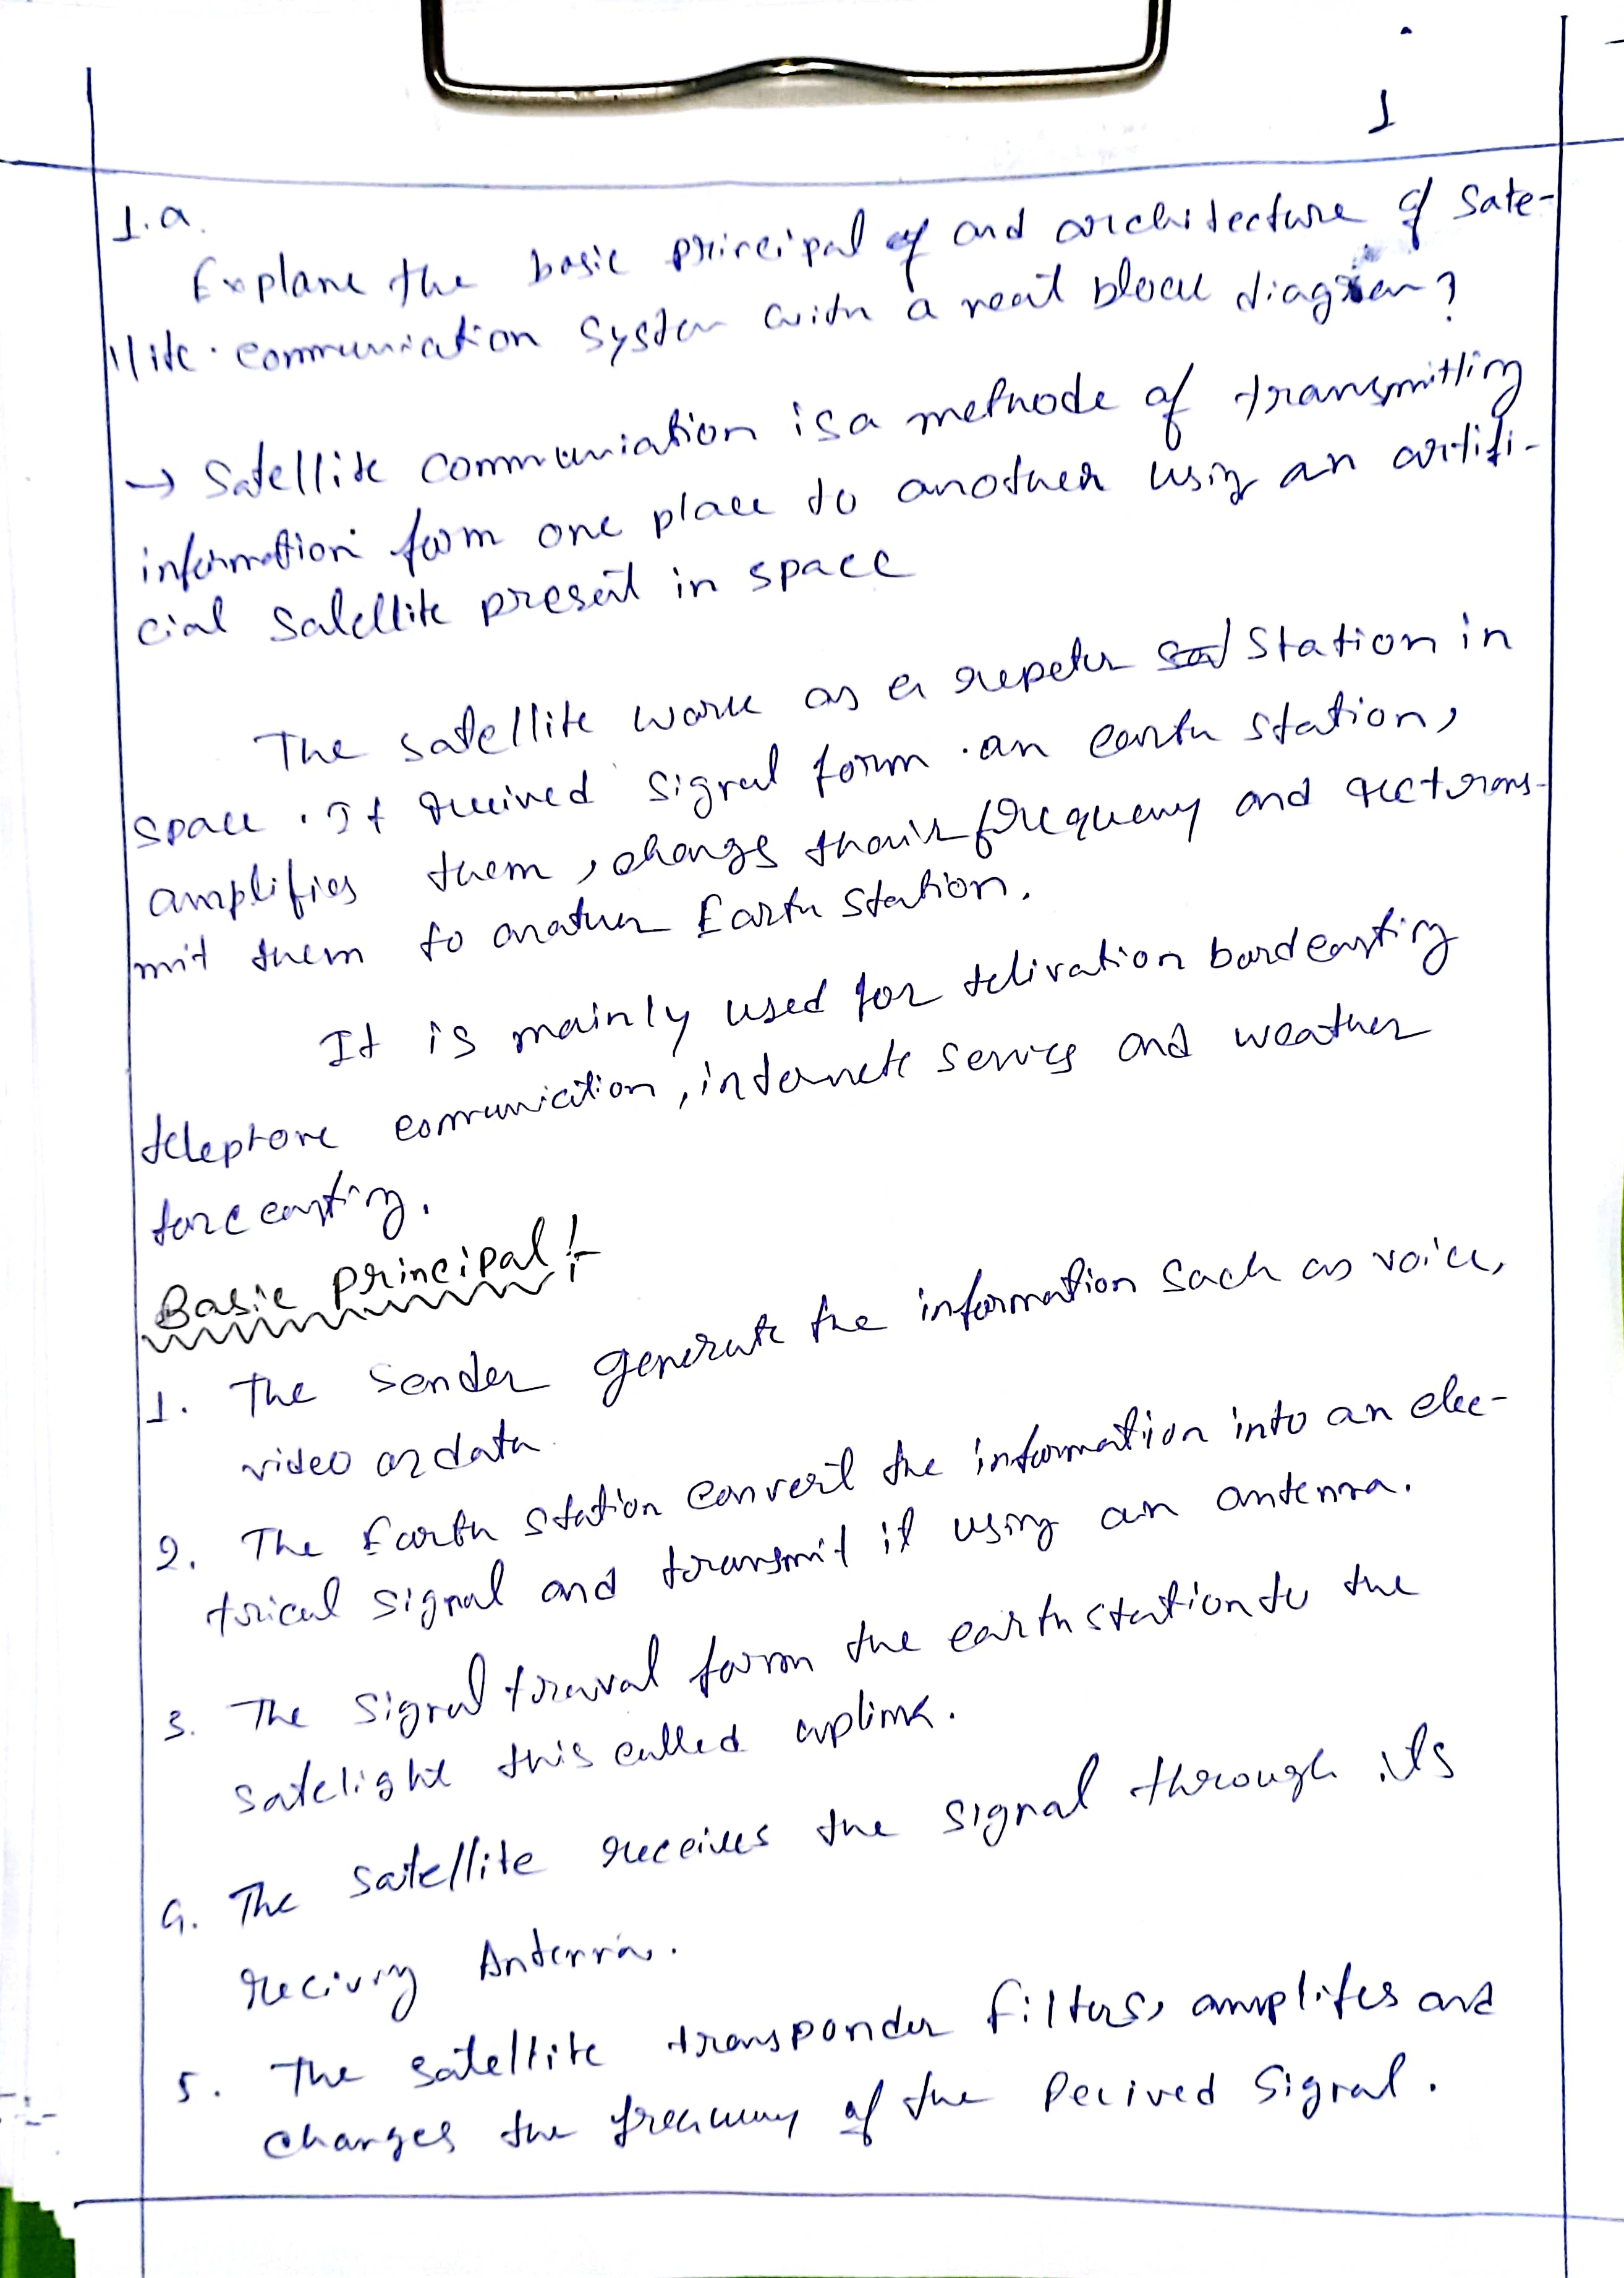 1
1.a.
Explane the basic principal of and architecture of Sate-
llite communication System with a neat block diagram?
→ Satellite communiation is a methode of transmitting
information form one place to another using an artifi-
cial Satellite present in space
The satellite work as a repeter Station in
space. It received signal form an earth station,
amplifies them, change thair frequency and retrans-
mit them to another Earth Station.
It is mainly used for telivation bordcasting
telephone communication, internete servics and weather
forecasting.
Basic principal :-
1. The Sender generate the information Such as voice,
video or data
2. The Earth Station convert the information into an elec-
trical signal and transmit it using an antenna.
3. The signal traval form the earth station to the
satelight this called uplink.
4. The satellite receives the signal through its
reciving Antenna.
5. The satellite transponder filters, amplifes and
changes the frequency of the Recived Signal.